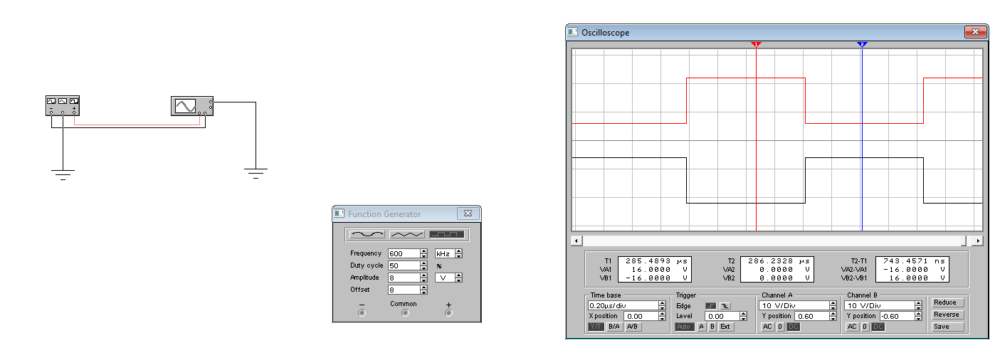 Oscilloscope
1
2
− +
Function Generator
Frequency 600 kHz
Duty cycle 50 %
Amplitude 8 V
Offset 8
− Common +
T1 285.4893 µs T2 286.2328 µs T2-T1 743.4571 ns
VA1 16.0000 V VA2 0.0000 V VA2-VA1 -16.0000 V
VB1 -16.0000 V VB2 0.0000 V VB2-VB1 16.0000 V
Time base Trigger Channel A Channel B
0.20µs/div Edge 10 V/Div 10 V/Div Reduce
X position 0.00 Level 0.00 Y position 0.60 Y position -0.60 Reverse
Y/T B/A A/B Auto A B Ext AC 0 DC AC 0 DC Save